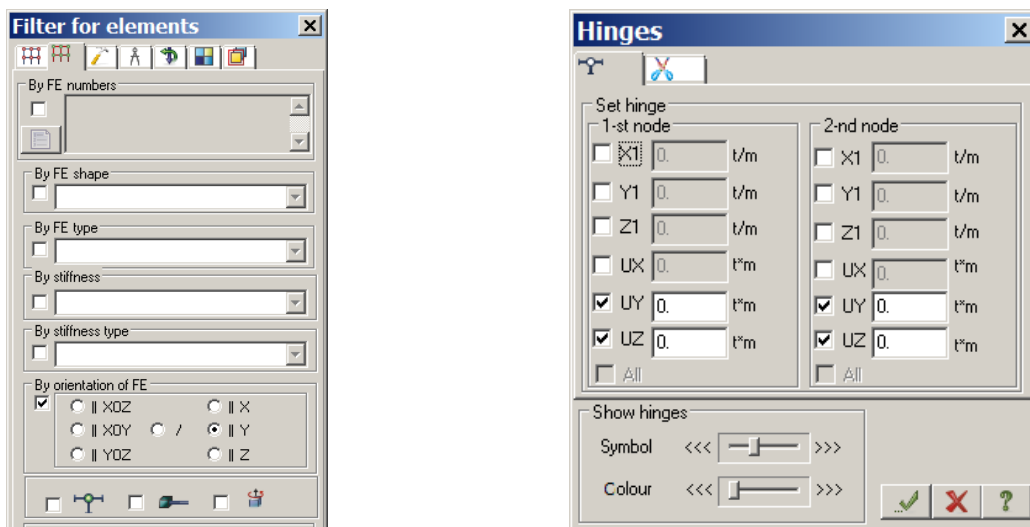 Filter for elements
By FE numbers
By FE shape
By FE type
By stiffness
By stiffness type
By orientation of FE
|| XOZ || X
|| XOY / || Y
|| YOZ || Z
Hinges
Set hinge
1-st node
X1 0. t/m
Y1 0. t/m
Z1 0. t/m
UX 0. t*m
UY 0. t*m
UZ 0. t*m
All
2-nd node
X1 0. t/m
Y1 0. t/m
Z1 0. t/m
UX 0. t*m
UY 0. t*m
UZ 0. t*m
All
Show hinges
Symbol <<< >>>
Colour <<< >>>
?